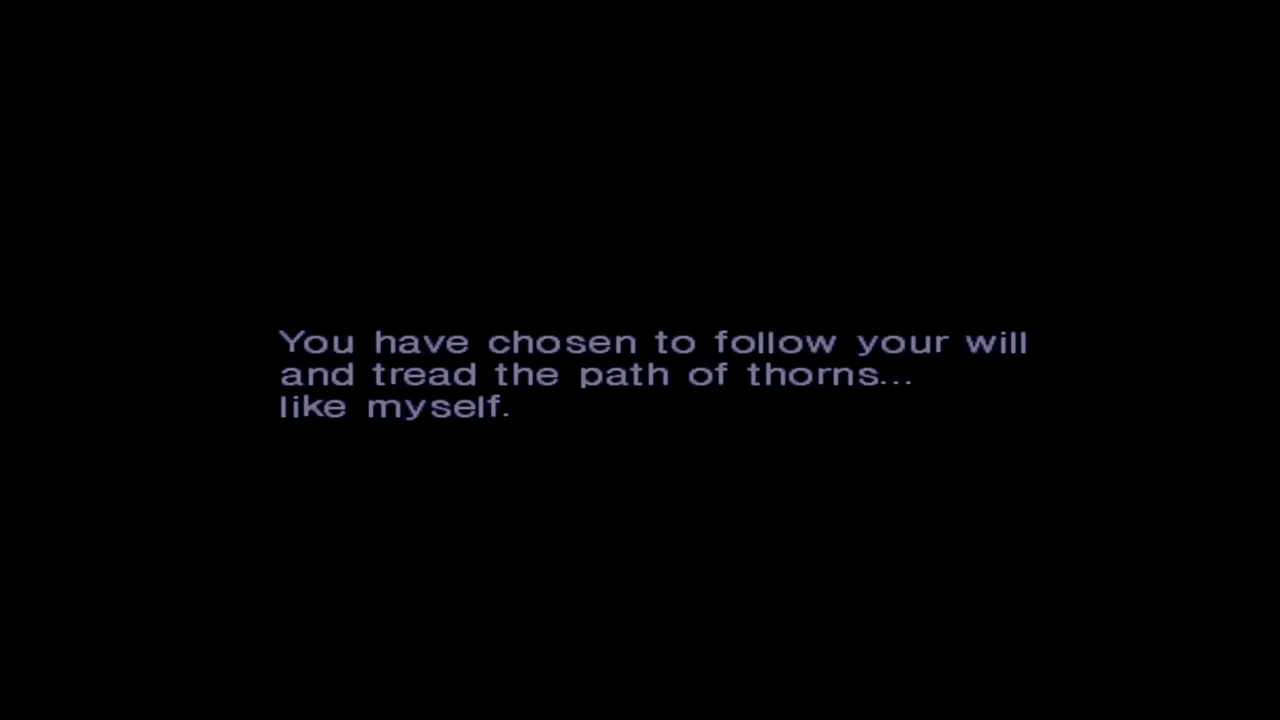 You have chosen to follow your will
and tread the path of thorns...
like myself.